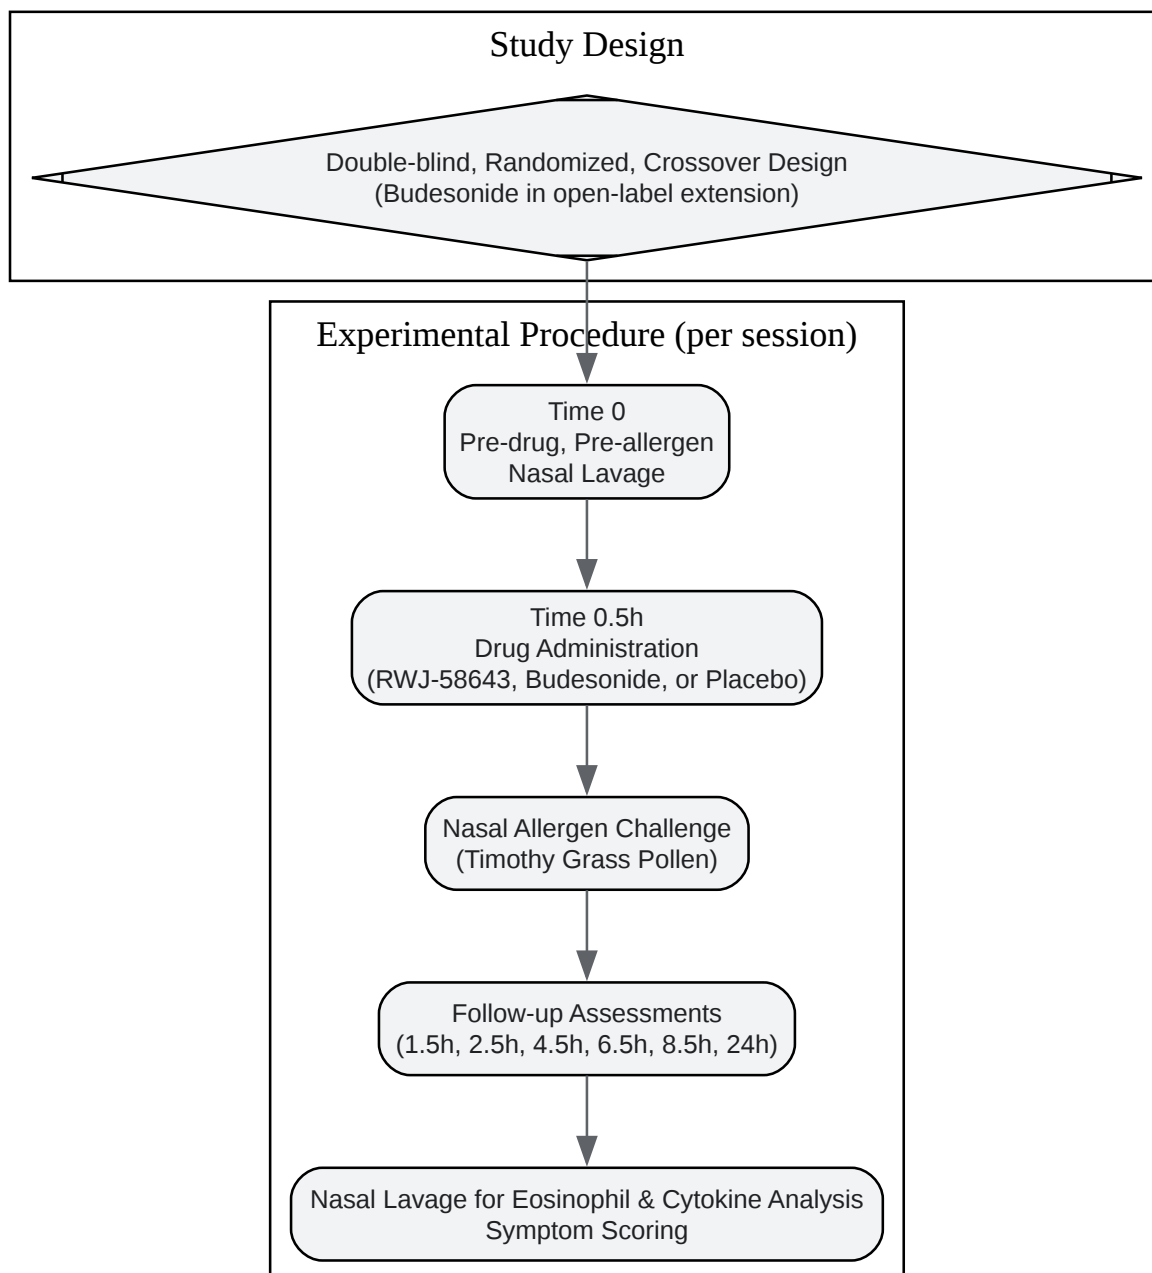 Study Design
Double-blind, Randomized, Crossover Design
(Budesonide in open-label extension)
Experimental Procedure (per session)
Time 0
Pre-drug, Pre-allergen
Nasal Lavage
Time 0.5h
Drug Administration
(RWJ-58643, Budesonide, or Placebo)
Nasal Allergen Challenge
(Timothy Grass Pollen)
Follow-up Assessments
(1.5h, 2.5h, 4.5h, 6.5h, 8.5h, 24h)
Nasal Lavage for Eosinophil & Cytokine Analysis
Symptom Scoring